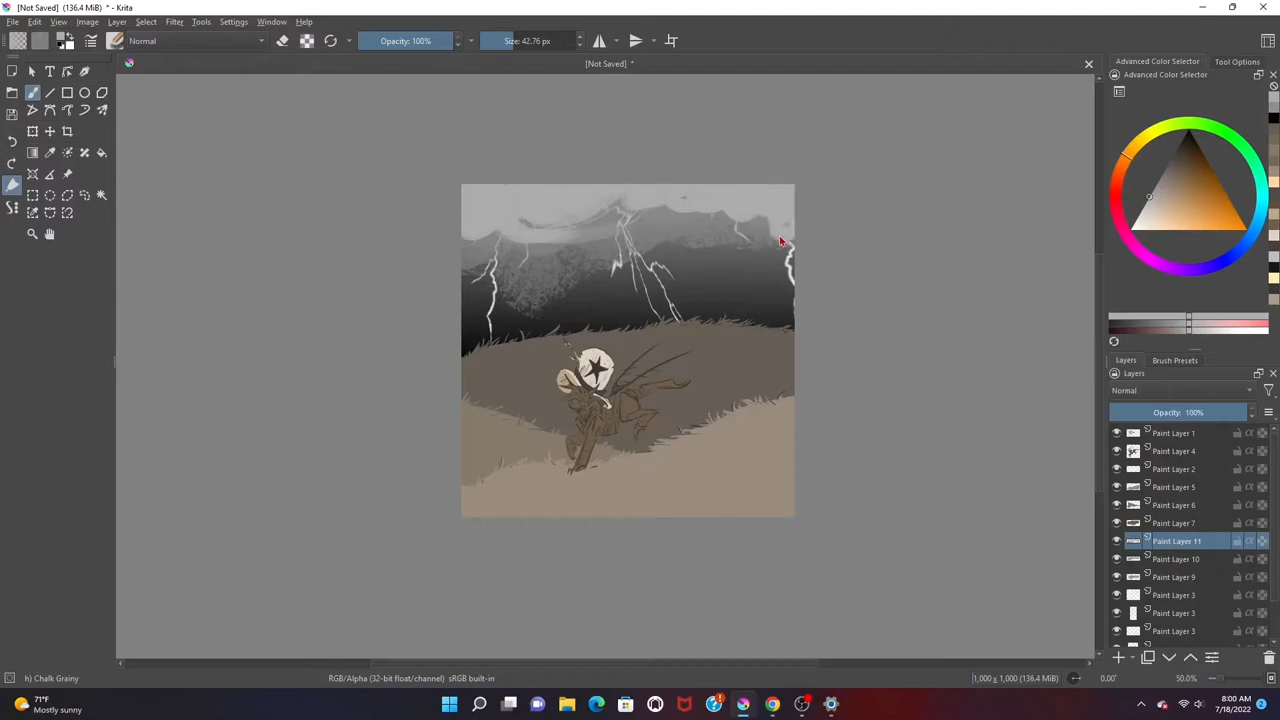 [Not Saved] (136.4 MiB) * - Krita
File Edit View Image Layer Select Filter Tools Settings Window Help
Normal Opacity: 100% Size: 42.76 px
[Not Saved] *
Advanced Color Selector Tool Options
Advanced Color Selector
Layers Brush Presets
Layers
Normal
Opacity: 100%
Paint Layer 1
Paint Layer 4
Paint Layer 2
Paint Layer 5
Paint Layer 6
Paint Layer 7
Paint Layer 11
Paint Layer 10
Paint Layer 9
Paint Layer 3
Paint Layer 3
Paint Layer 3
h) Chalk Grainy RGB/Alpha (32-bit float/channel) sRGB built-in 1,000 x 1,000 (136.4 MiB) 0.00° 50.0%
71°F
Mostly sunny
8:00 AM
7/18/2022